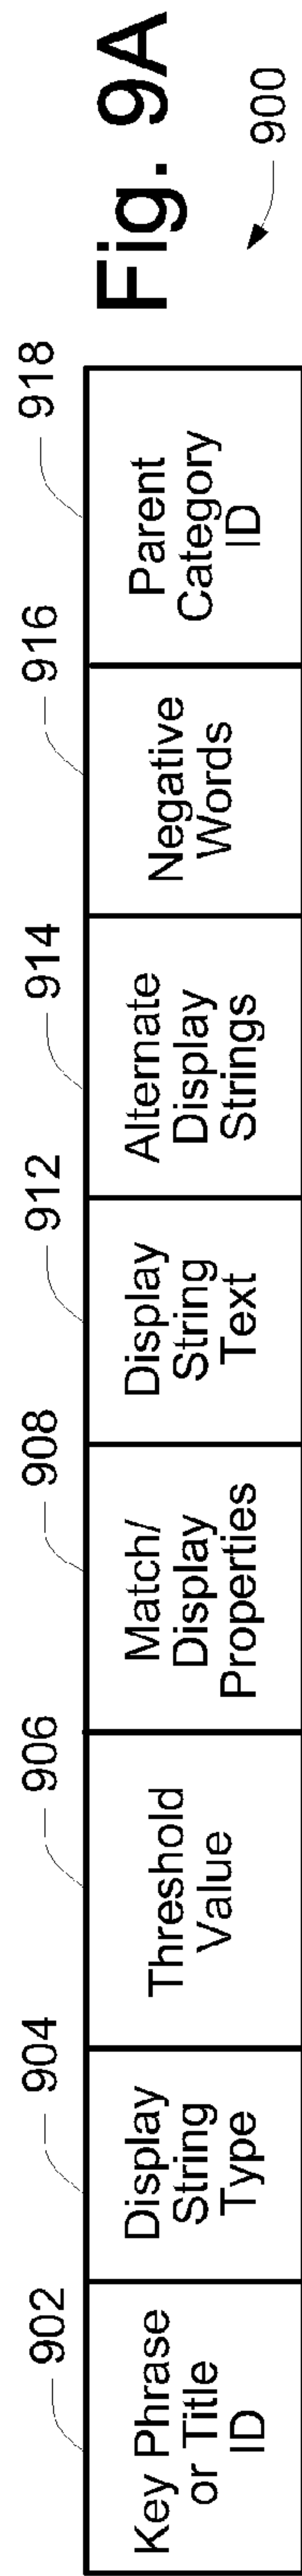 Fig. 9A
900
902
904
906
908
912
914
916
918
Key Phrase
or Title
ID
Display
String
Type
Threshold
Value
Match/
Display
Properties
Display
String
Text
Alternate
Display
Strings
Negative
Words
Parent
Category
ID